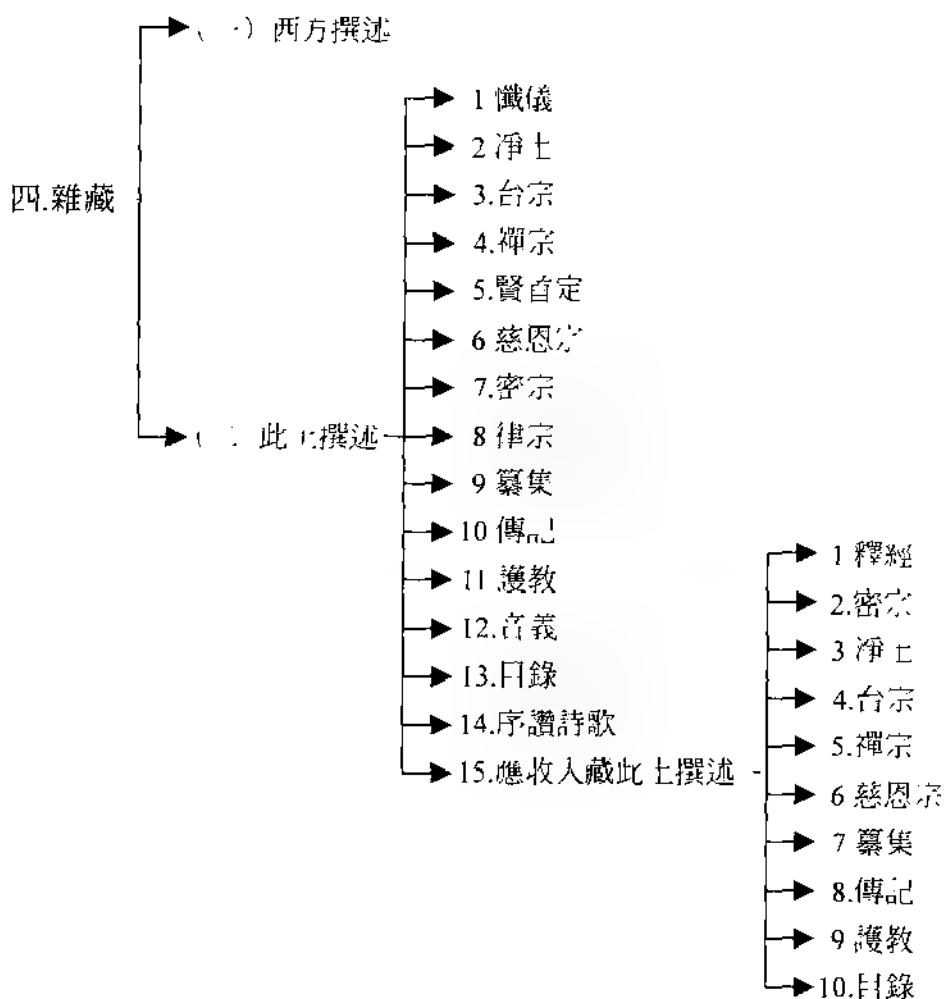 四.雜藏
(一) 西方撰述
(二) 此土撰述
1 懺儀
2 淨土
3.台宗
4.禪宗
5.賢首宗
6 慈恩宗
7.密宗
8 律宗
9 纂集
10 傳記
11 護教
12.音義
13.目錄
14.序讚詩歌
15.應收入藏此土撰述
1 釋經
2.密宗
3 淨土
4.台宗
5.禪宗
6 慈恩宗
7 纂集
8.傳記
9 護教
10.目錄